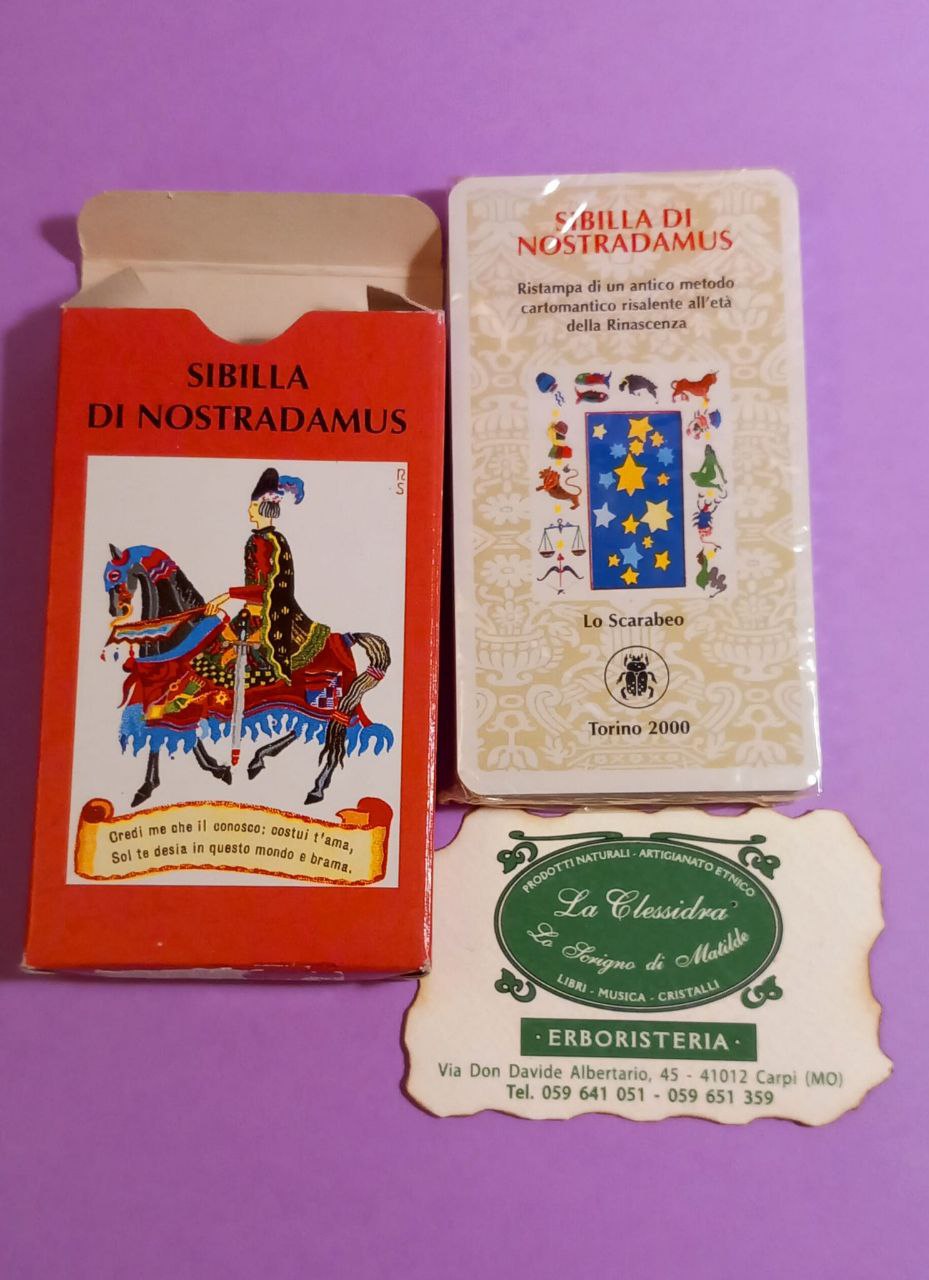 SIBILLA
DI NOSTRADAMUS
RS
Credi me che il conosco: costui t'ama,
Sol te desia in questo mondo e brama.
SIBILLA DI
NOSTRADAMUS
Ristampa di un antico metodo
cartomantico risalente all'età
della Rinascenza
Lo Scarabeo
Torino 2000
PRODOTTI NATURALI - ARTIGIANATO ETNICO
La Clessidra
Lo Scrigno di Matilde
LIBRI - MUSICA - CRISTALLI
· ERBORISTERIA ·
Via Don Davide Albertario, 45 - 41012 Carpi (MO)
Tel. 059 641 051 - 059 651 359